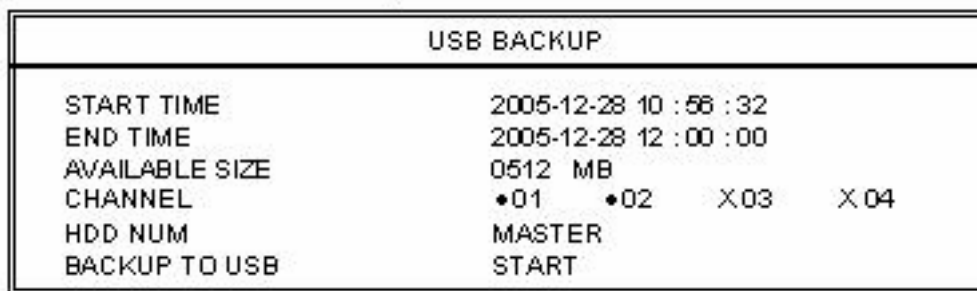 USB BACKUP
START TIME 2005-12-28 10 : 56 : 32
END TIME 2005-12-28 12 : 00 : 00
AVAILABLE SIZE 0512 MB
CHANNEL •01 •02 X03 X04
HDD NUM MASTER
BACKUP TO USB START